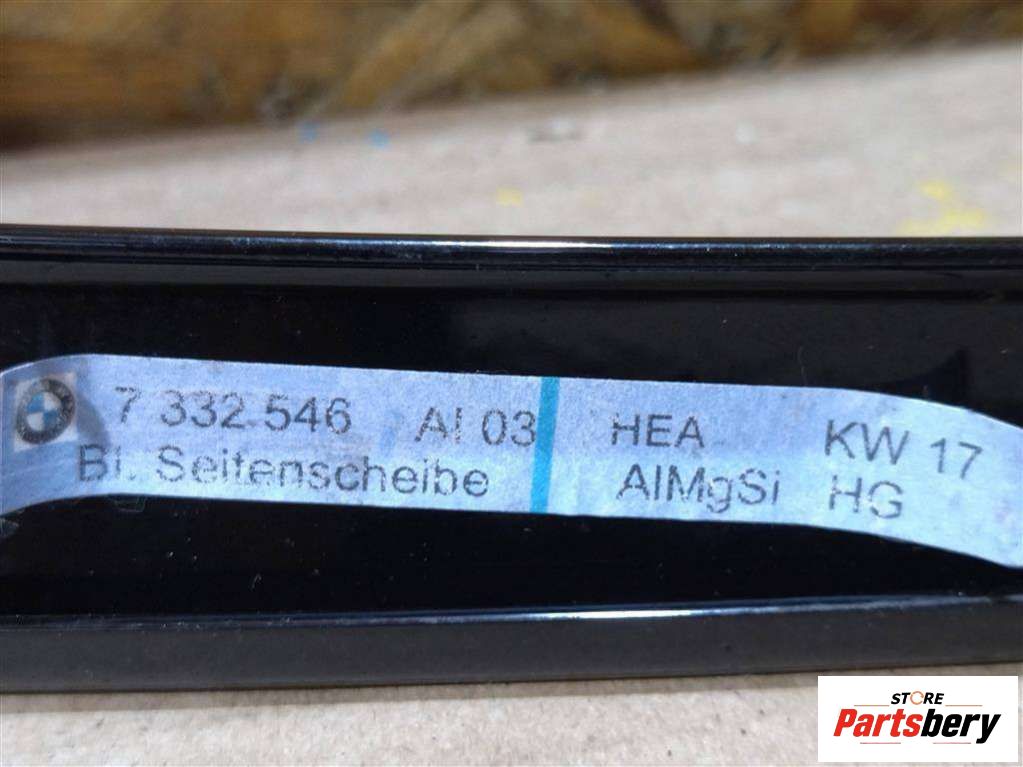 7 332 546 AI 03 HEA KW 17
Bl. Seitenscheibe AlMgSi HG
STORE
Partsbery